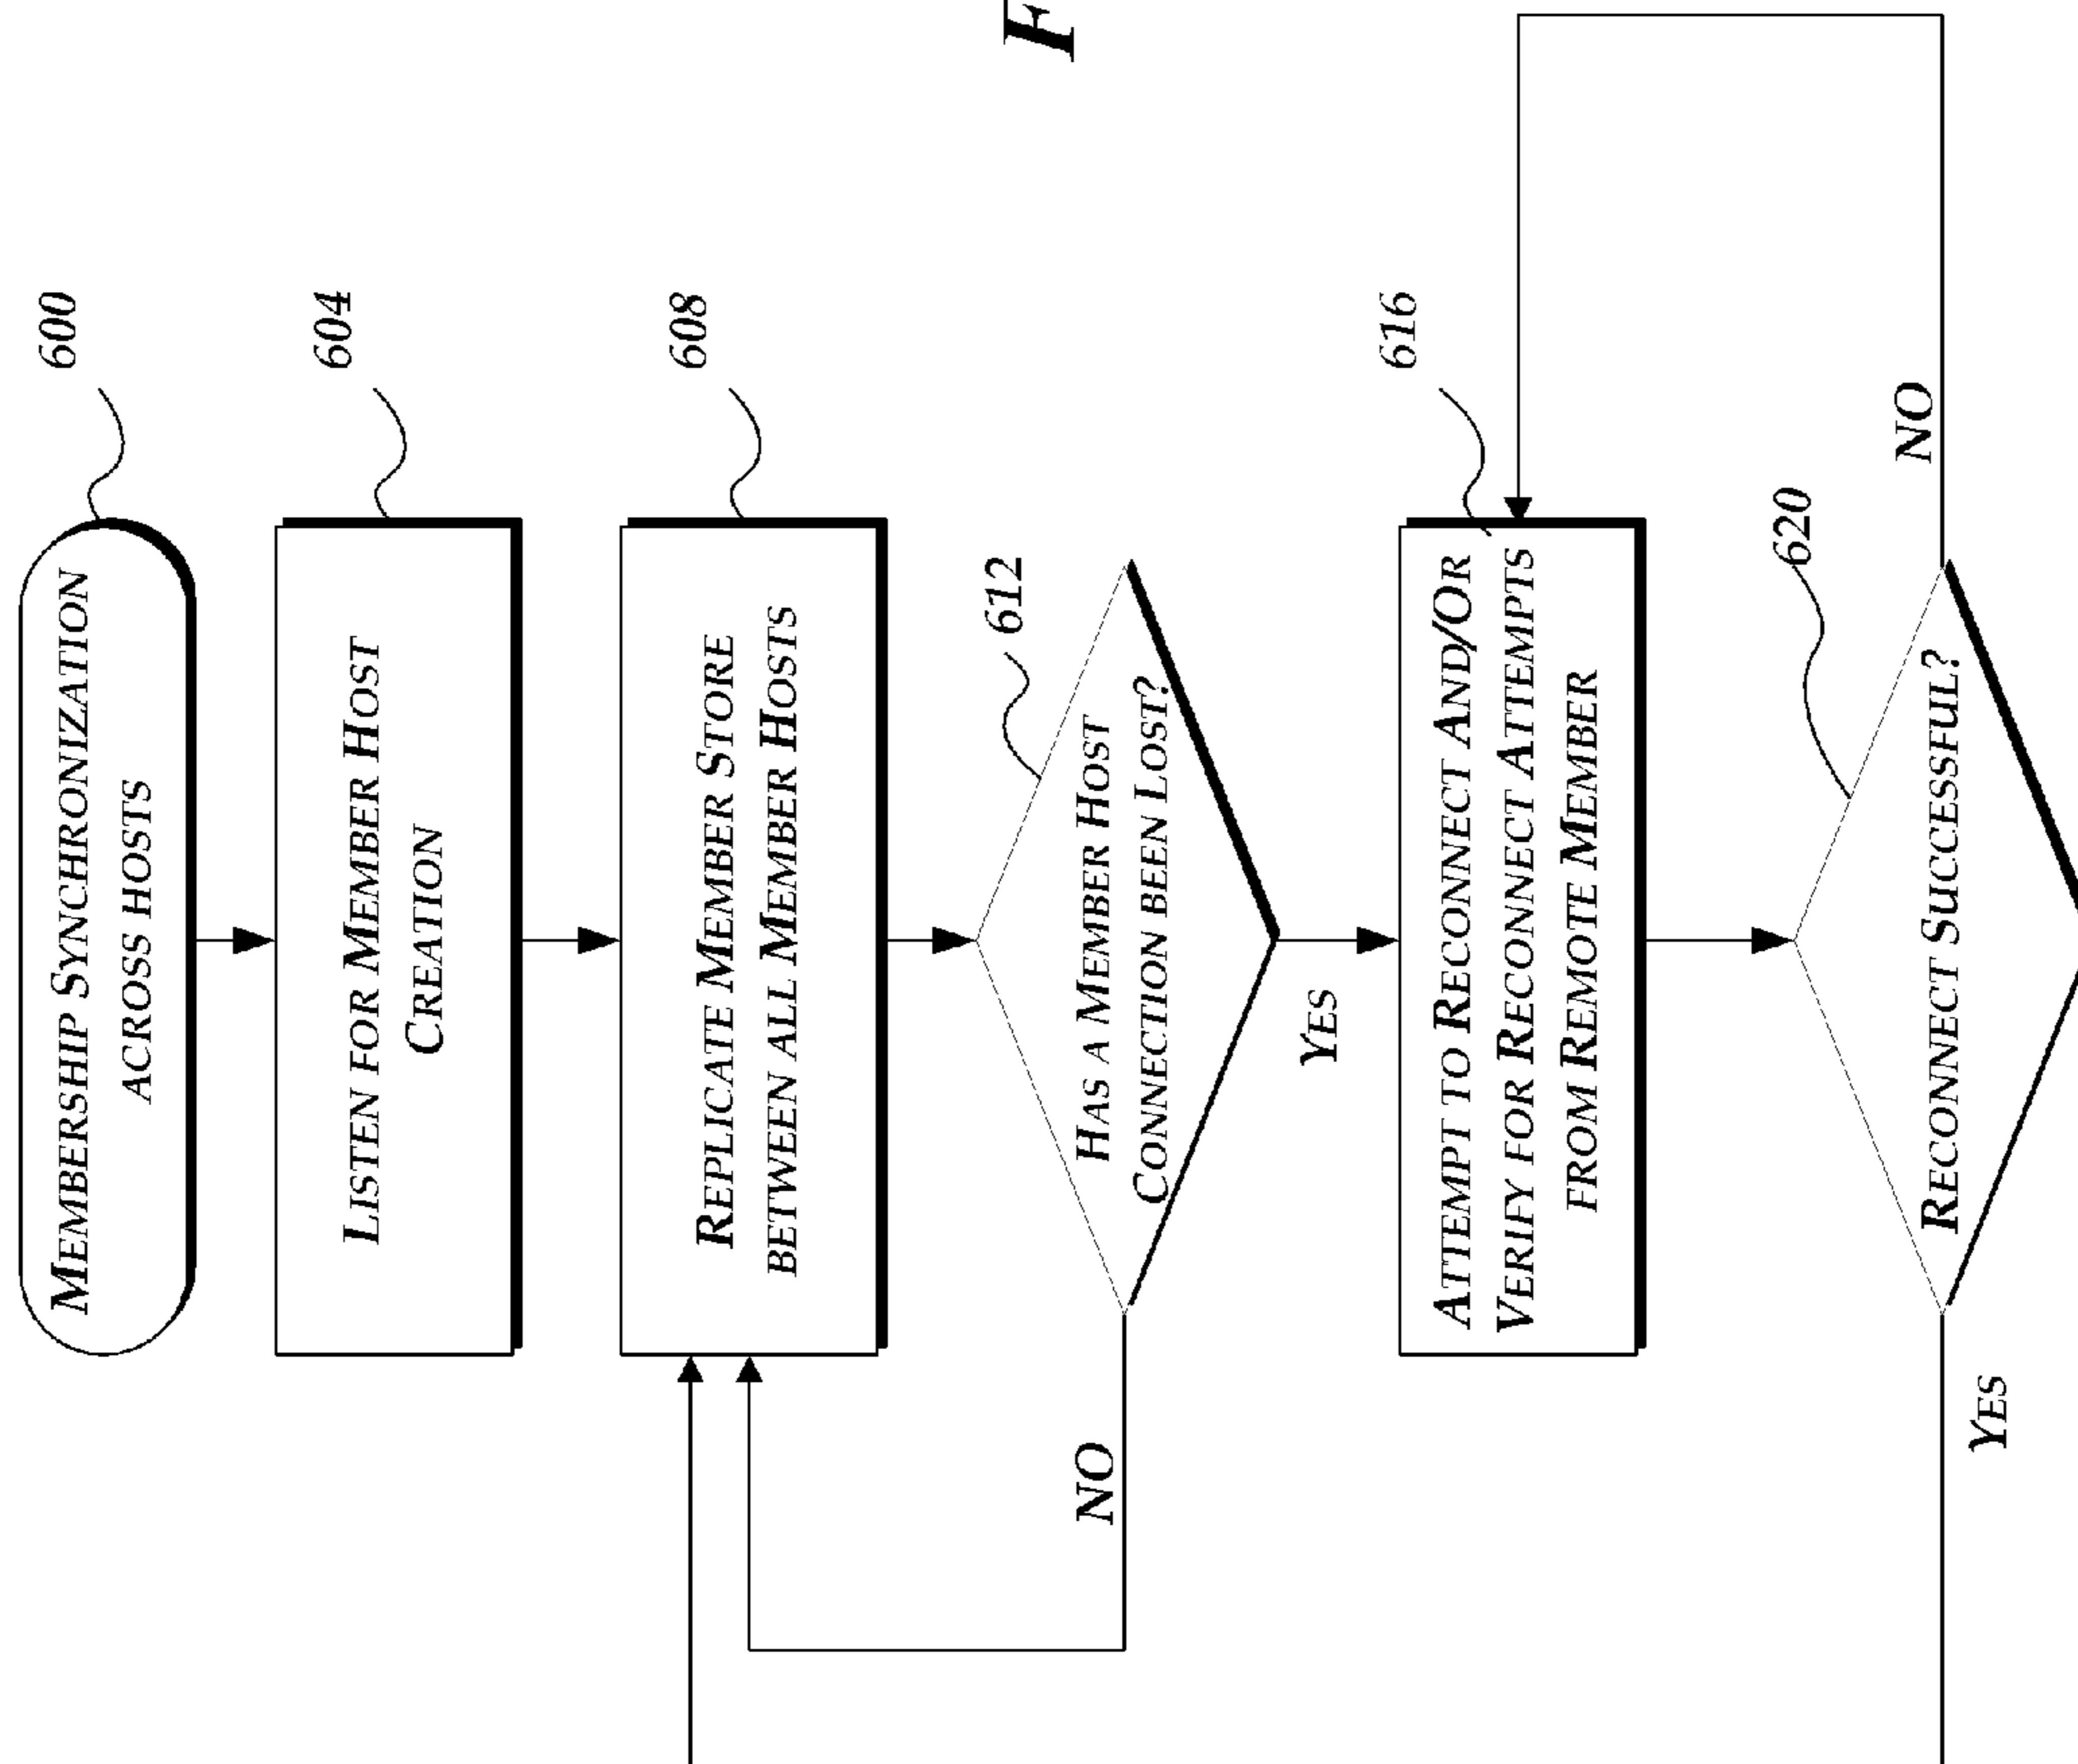 600
MEMBERSHIP SYNCHRONIZATION
ACROSS HOSTS
604
LISTEN FOR MEMBER HOST
CREATION
608
REPLICATE MEMBER STORE
BETWEEN ALL MEMBER HOSTS
612
HAS A MEMBER HOST
CONNECTION BEEN LOST?
NO
YES
616
ATTEMPT TO RECONNECT AND/OR
VERIFY FOR RECONNECT ATTEMPTS
FROM REMOTE MEMBER
620
RECONNECT SUCCESSFUL?
NO
YES
F